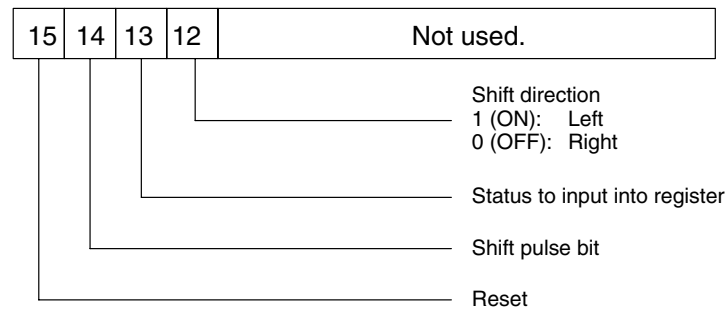 15 14 13 12 Not used.
Shift direction
1 (ON): Left
0 (OFF): Right
Status to input into register
Shift pulse bit
Reset